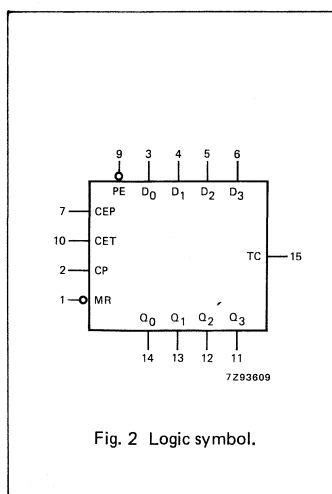 9 3 4 5 6
PE D0 D1 D2 D3
7 CEP
10 CET
TC 15
2 CP
1 MR
Q0 Q1 Q2 Q3
14 13 12 11
7Z93609
Fig. 2 Logic symbol.